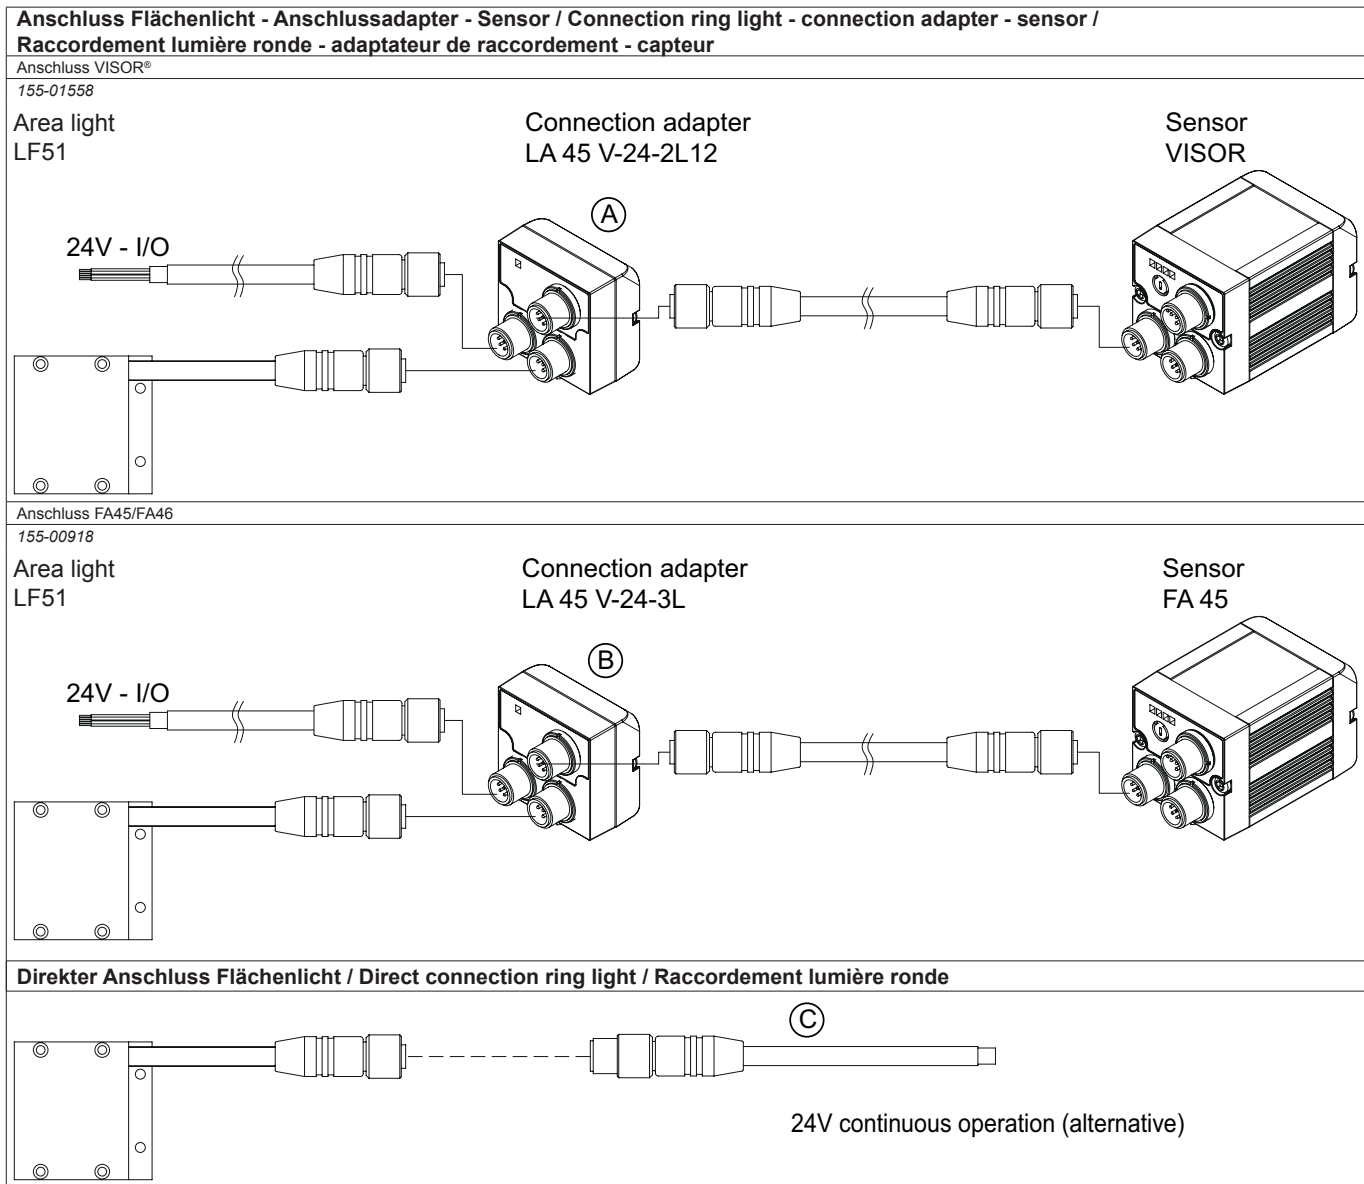 Anschluss Flächenlicht - Anschlussadapter - Sensor / Connection ring light - connection adapter - sensor /
Raccordement lumière ronde - adaptateur de raccordement - capteur
Anschluss VISOR®
155-01558
Area light
LF51
Connection adapter
LA 45 V-24-2L12
Sensor
VISOR
A
24V - I/O
Anschluss FA45/FA46
155-00918
Area light
LF51
Connection adapter
LA 45 V-24-3L
Sensor
FA 45
B
24V - I/O
Direkter Anschluss Flächenlicht / Direct connection ring light / Raccordement lumière ronde
C
24V continuous operation (alternative)